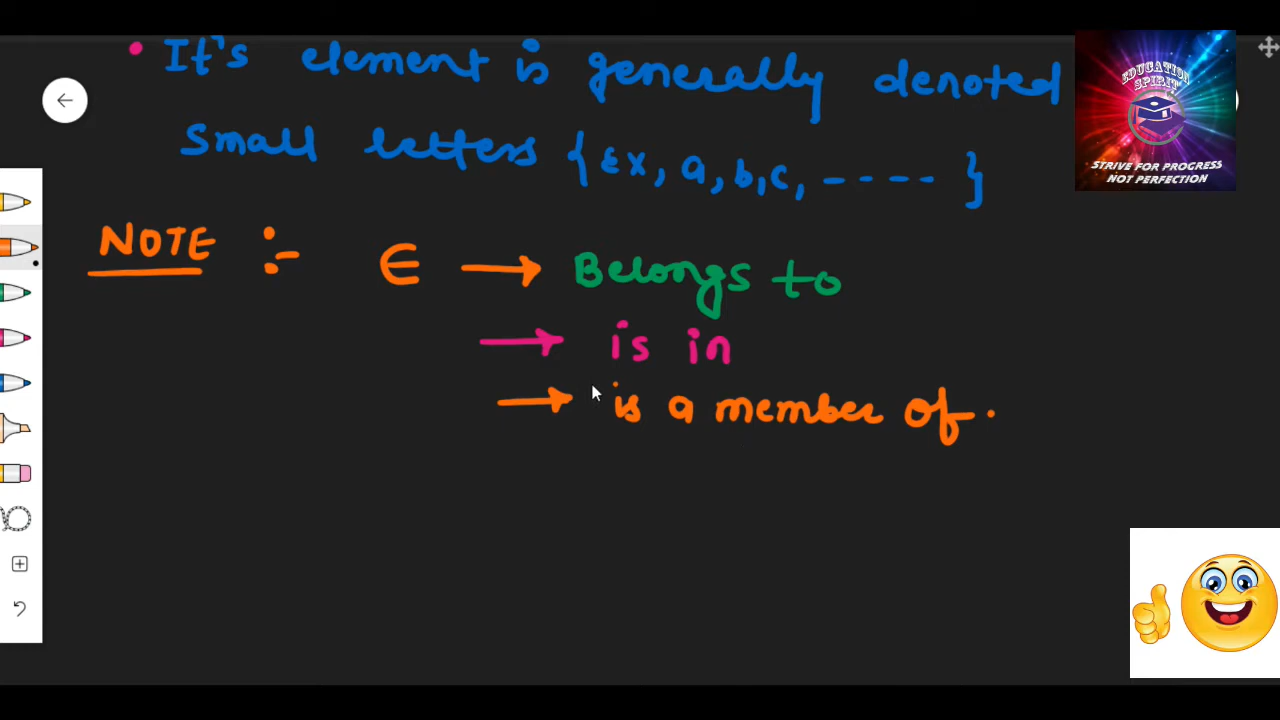 • It's element is generally denoted
small letters {Ex, a, b, c, ----- }
NOTE :- ∈ → Belongs to
→ is in
→ is a member of.
EDUCATION
SPIRIT
STRIVE FOR PROGRESS
NOT PERFECTION